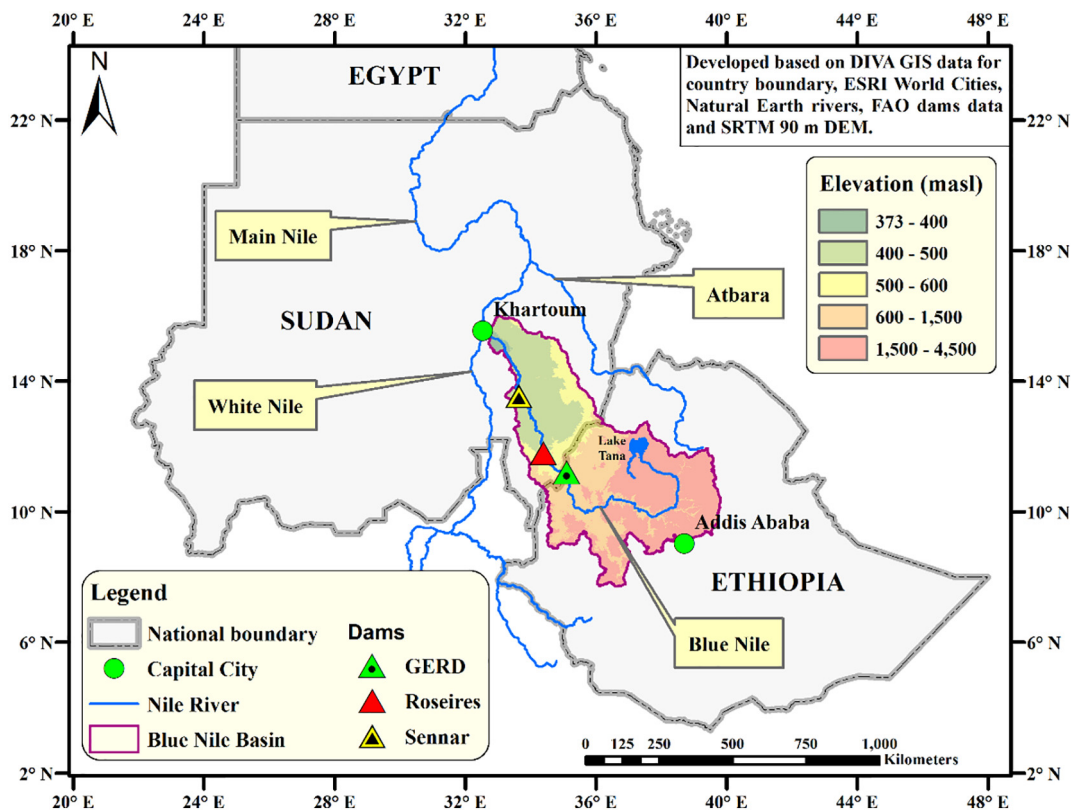 20° E 24° E 28° E 32° E 36° E 40° E 44° E 48° E
N
EGYPT
Developed based on DIVA GIS data for
country boundary, ESRI World Cities,
Natural Earth rivers, FAO dams data
and SRTM 90 m DEM.
22° N 22° N
Elevation (masl)
373 - 400
400 - 500
500 - 600
600 - 1,500
1,500 - 4,500
Main Nile
18° N 18° N
Atbara
Khartoum
SUDAN
14° N 14° N
White Nile
Lake
Tana
10° N 10° N
Addis Ababa
ETHIOPIA
Blue Nile
6° N 6° N
Legend
National boundary
Capital City
Nile River
Blue Nile Basin
Dams
GERD
Roseires
Sennar
0 125 250 500 750 1,000
Kilometers
2° N 2° N
20° E 24° E 28° E 32° E 36° E 40° E 44° E 48° E